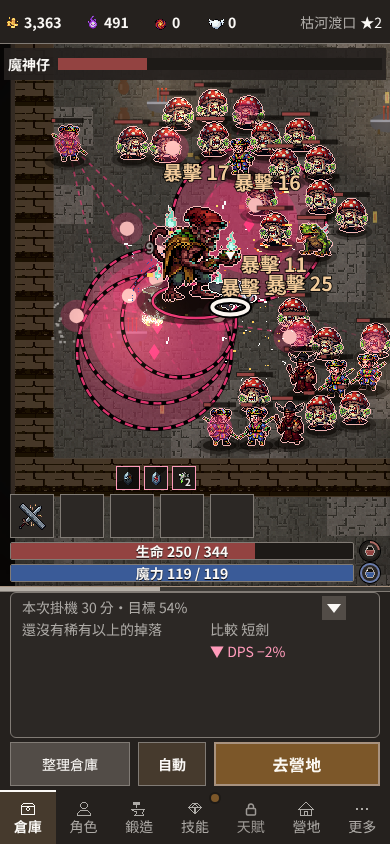 3,363 491 0 0 枯河渡口 ★2
魔神仔
暴擊 17
暴擊 16
9
暴擊 11
暴擊 暴擊 25
2
生命 250 / 344
魔力 119 / 119
本次掛機 30 分・目標 54%
還沒有稀有以上的掉落
比較 短劍
▼ DPS −2%
整理倉庫 自動 去營地
倉庫 角色 鍛造 技能 天賦 營地 更多